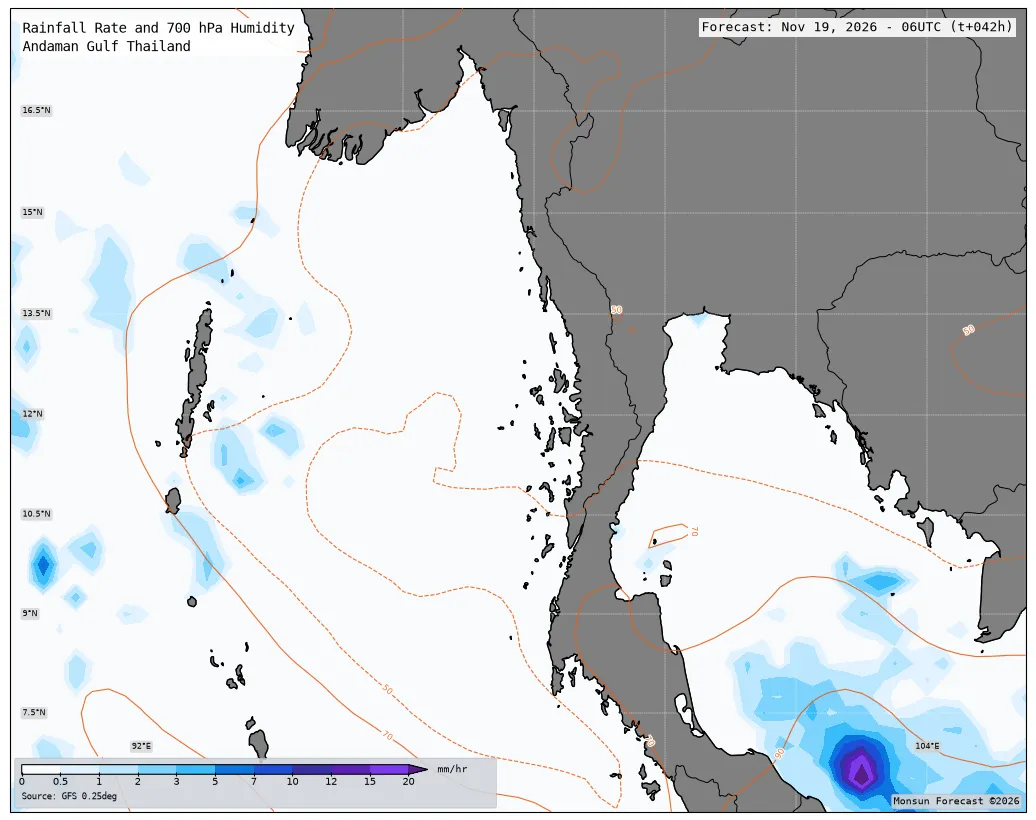 Rainfall Rate and 700 hPa Humidity
Andaman Gulf Thailand
Forecast: Nov 19, 2026 - 06UTC (t+042h)
16.5°N
15°N
13.5°N
50
50
12°N
10.5°N
70
9°N
50
7.5°N
70
70
90
92°E
104°E
mm/hr
0 0.5 1 2 3 5 7 10 12 15 20
Source: GFS 0.25deg
Monsun Forecast ©2026